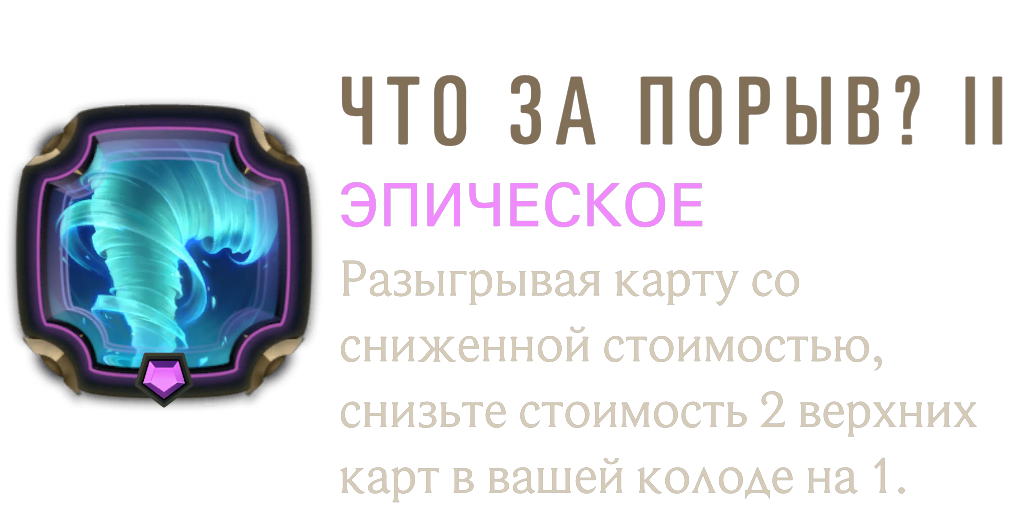 ЧТО ЗА ПОРЫВ? II
ЭПИЧЕСКОЕ
Разыгрывая карту со
сниженной стоимостью,
снизьте стоимость 2 верхних
карт в вашей колоде на 1.